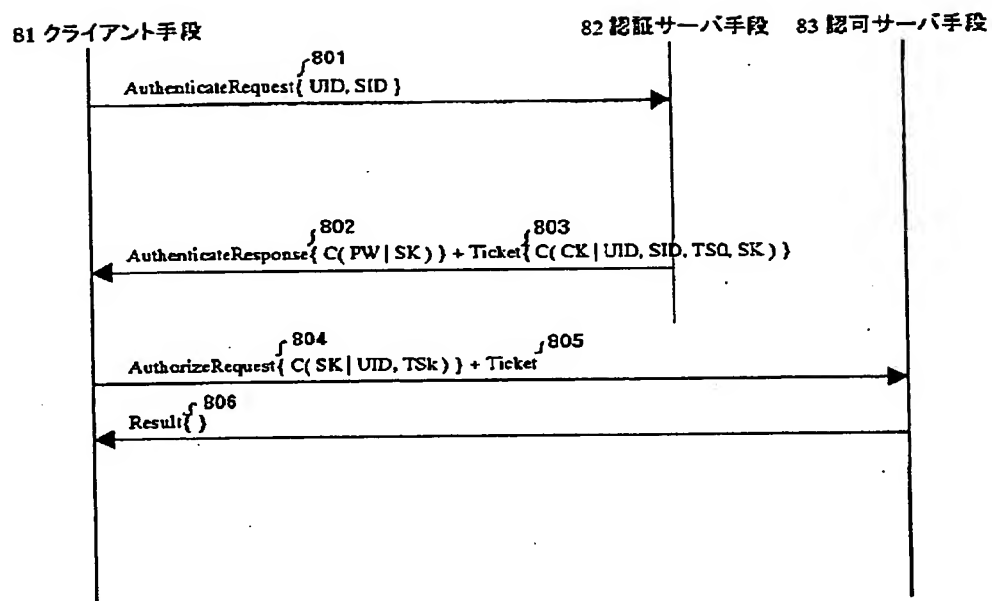 81 クライアント手段
82 認証サーバ手段
83 認可サーバ手段
801
AuthenticateRequest{ UID, SID }
802
803
AuthenticateResponse{ C( PW | SK ) } + Ticket{ C( CK | UID, SID, TS0, SK ) }
804
805
AuthorizeRequest{ C( SK | UID, TSk ) } + Ticket
806
Result{ }